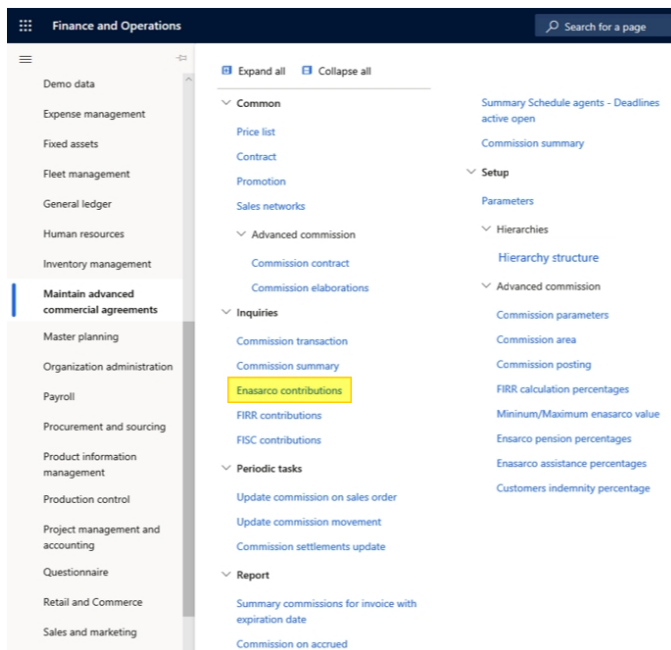 Finance and Operations
Search for a page
Demo data
Expense management
Fixed assets
Fleet management
General ledger
Human resources
Inventory management
Maintain advanced
commercial agreements
Master planning
Organization administration
Payroll
Procurement and sourcing
Product information
management
Production control
Project management and
accounting
Questionnaire
Retail and Commerce
Sales and marketing
Expand all
Collapse all
Common
Price list
Contract
Promotion
Sales networks
Advanced commission
Commission contract
Commission elaborations
Inquiries
Commission transaction
Commission summary
Enasarco contributions
FIRR contributions
FISC contributions
Periodic tasks
Update commission on sales order
Update commission movement
Commission settlements update
Report
Summary commissions for invoice with
expiration date
Commission on accrued
Summary Schedule agents - Deadlines
active open
Commission summary
Setup
Parameters
Hierarchies
Hierarchy structure
Advanced commission
Commission parameters
Commission area
Commission posting
FIRR calculation percentages
Mininum/Maximum enasarco value
Ensarco pension percentages
Enasarco assistance percentages
Customers indemnity percentage